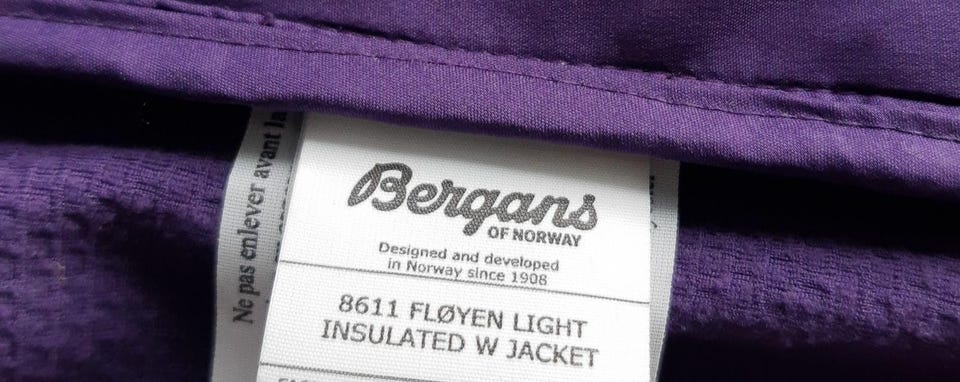 Bergans
OF NORWAY
Designed and developed
in Norway since 1908
8611 FLØYEN LIGHT
INSULATED W JACKET
Ne pas enlever avant la